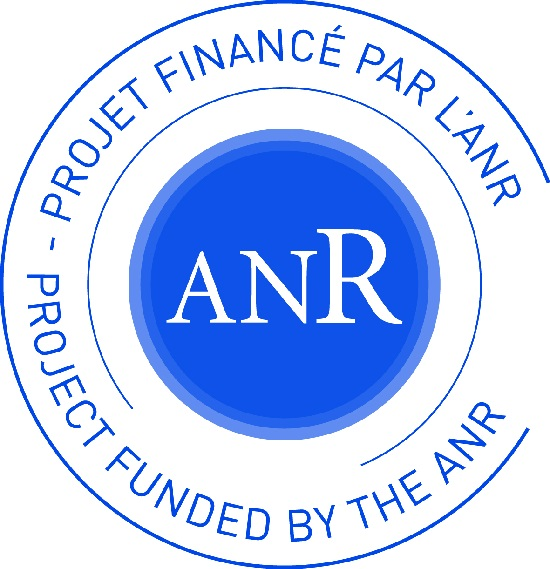 - PROJET FINANCÉ PAR L'ANR
ANR
PROJECT FUNDED BY THE ANR